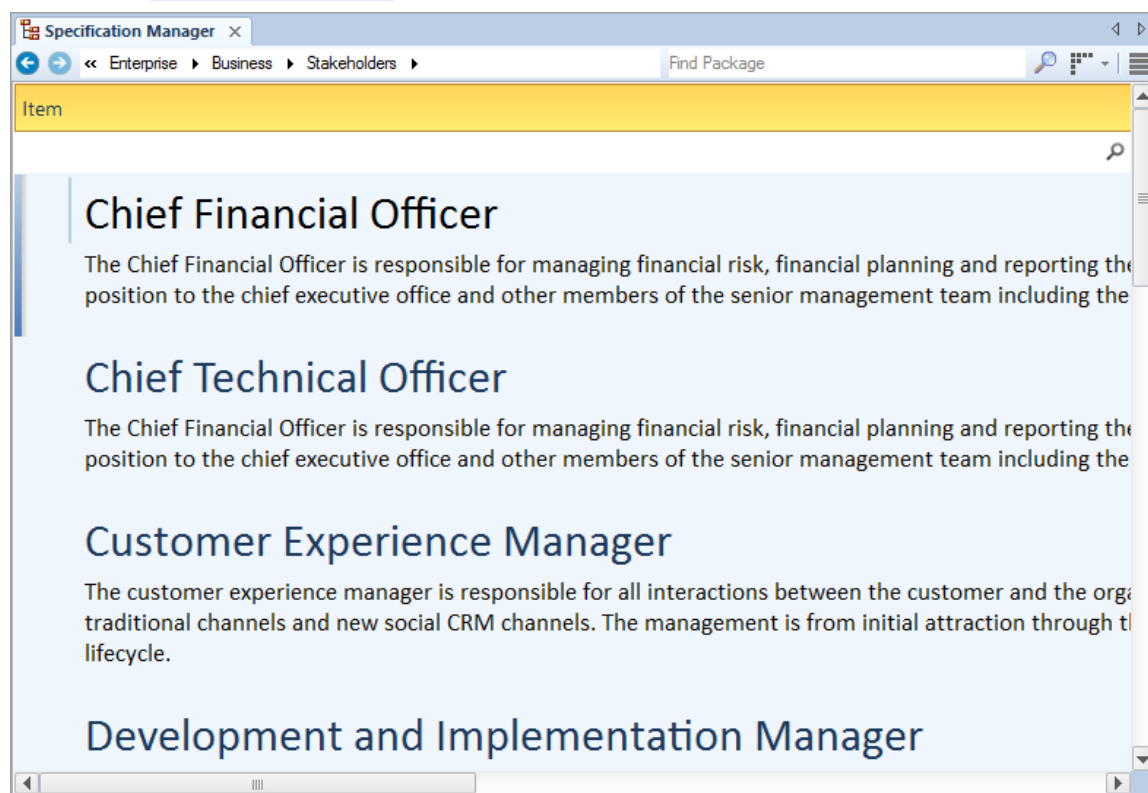 Specification Manager
« Enterprise Business Stakeholders
Find Package
Item
Chief Financial Officer
The Chief Financial Officer is responsible for managing financial risk, financial planning and reporting the
position to the chief executive office and other members of the senior management team including the
Chief Technical Officer
The Chief Financial Officer is responsible for managing financial risk, financial planning and reporting the
position to the chief executive office and other members of the senior management team including the
Customer Experience Manager
The customer experience manager is responsible for all interactions between the customer and the
traditional channels and new social CRM channels. The management is from initial attraction through
lifecycle.
Development and Implementation Manager